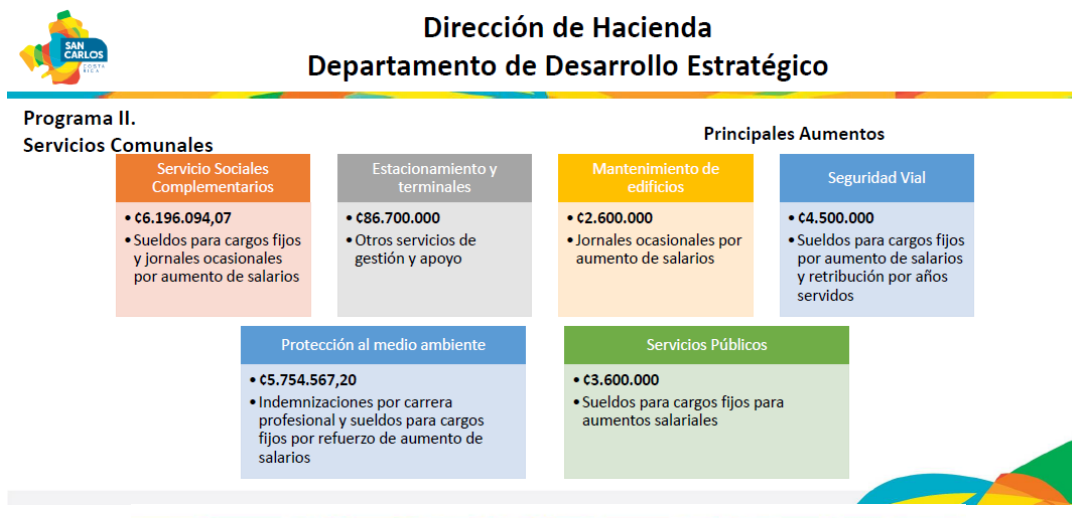 SAN
CARLOS
COSTA
RICA
Dirección de Hacienda
Departamento de Desarrollo Estratégico
Programa II.
Servicios Comunales
Principales Aumentos
Servicio Sociales
Complementarios
• ¢6.196.094,07
• Sueldos para cargos fijos
y jornales ocasionales
por aumento de salarios
Estacionamiento y
terminales
• ¢86.700.000
• Otros servicios de
gestión y apoyo
Mantenimiento de
edificios
• ¢2.600.000
• Jornales ocasionales por
aumento de salarios
Seguridad Vial
• ¢4.500.000
• Sueldos para cargos fijos
por aumento de salarios
y retribución por años
servidos
Protección al medio ambiente
• ¢5.754.567,20
• Indemnizaciones por carrera
profesional y sueldos para cargos
fijos por refuerzo de aumento de
salarios
Servicios Públicos
• ¢3.600.000
• Sueldos para cargos fijos para
aumentos salariales